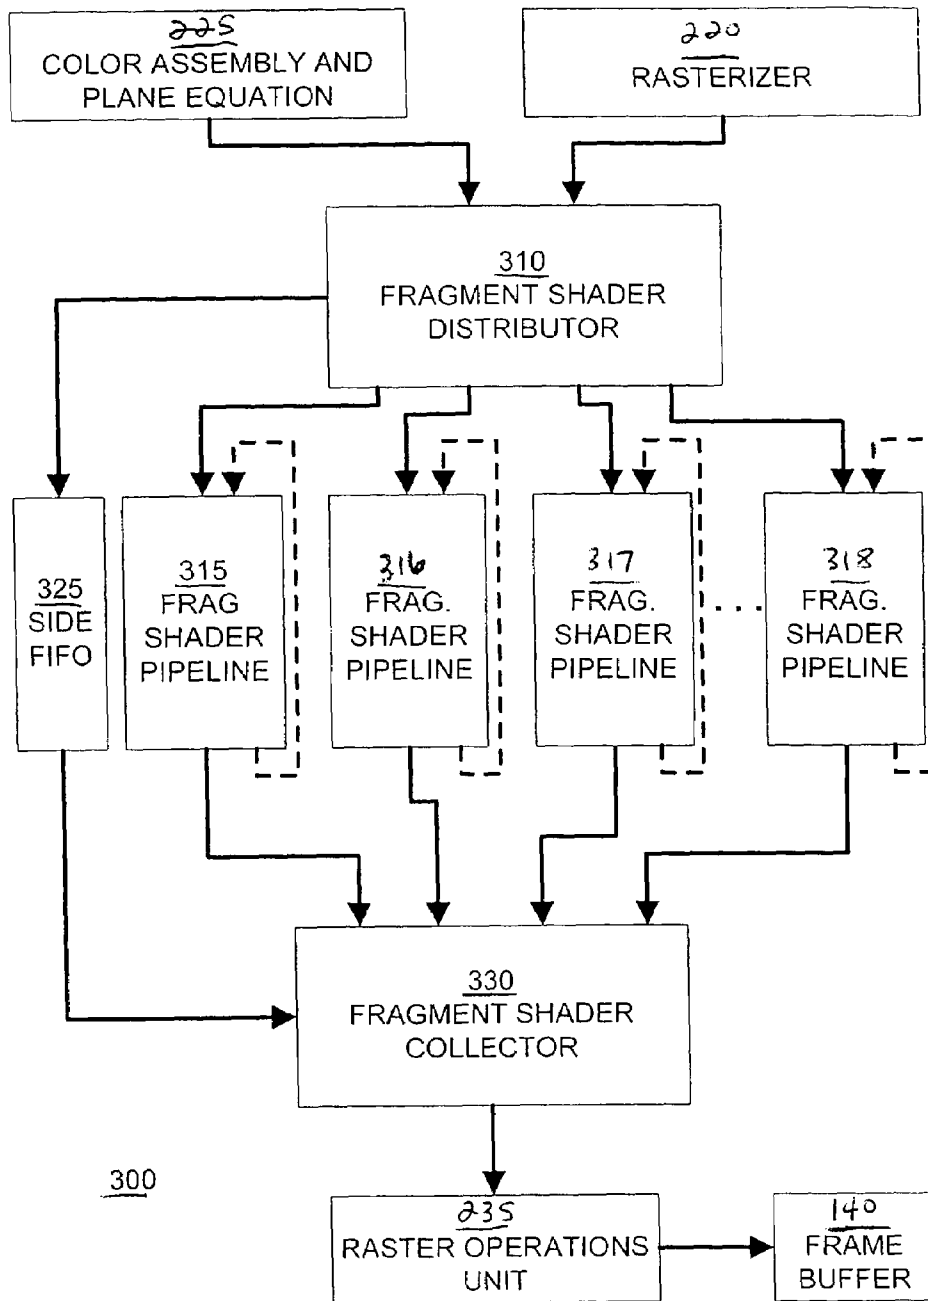 225
COLOR ASSEMBLY AND
PLANE EQUATION
220
RASTERIZER
310
FRAGMENT SHADER
DISTRIBUTOR
325
SIDE
FIFO
315
FRAG
SHADER
PIPELINE
316
FRAG.
SHADER
PIPELINE
317
FRAG.
SHADER
PIPELINE
. . .
318
FRAG.
SHADER
PIPELINE
330
FRAGMENT SHADER
COLLECTOR
300
235
RASTER OPERATIONS
UNIT
140
FRAME
BUFFER